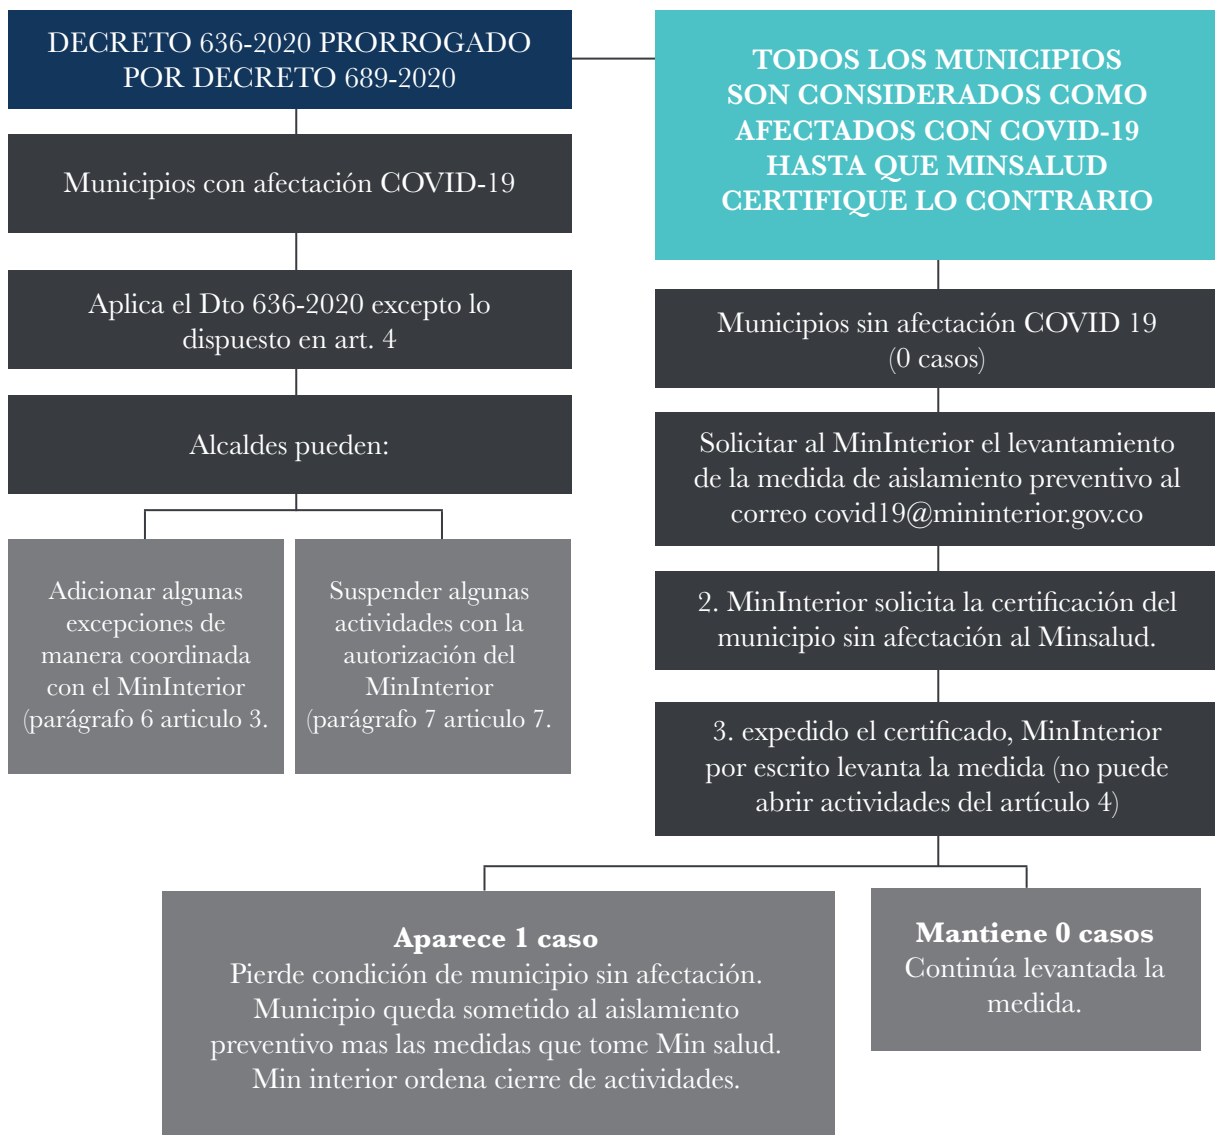 DECRETO 636-2020 PRORROGADO
POR DECRETO 689-2020
Municipios con afectación COVID-19
Aplica el Dto 636-2020 excepto lo
dispuesto en art. 4
Alcaldes pueden:
Adicionar algunas
excepciones de
manera coordinada
con el MinInterior
(parágrafo 6 articulo 3.
Suspender algunas
actividades con la
autorización del
MinInterior
(parágrafo 7 articulo 7.
TODOS LOS MUNICIPIOS
SON CONSIDERADOS COMO
AFECTADOS CON COVID-19
HASTA QUE MINSALUD
CERTIFIQUE LO CONTRARIO
Municipios sin afectación COVID 19
(0 casos)
Solicitar al MinInterior el levantamiento
de la medida de aislamiento preventivo al
correo covid19@mininterior.gov.co
2. MinInterior solicita la certificación del
municipio sin afectación al Minsalud.
3. expedido el certificado, MinInterior
por escrito levanta la medida (no puede
abrir actividades del artículo 4)
Aparece 1 caso
Pierde condición de municipio sin afectación.
Municipio queda sometido al aislamiento
preventivo mas las medidas que tome Min salud.
Min interior ordena cierre de actividades.
Mantiene 0 casos
Continúa levantada la
medida.